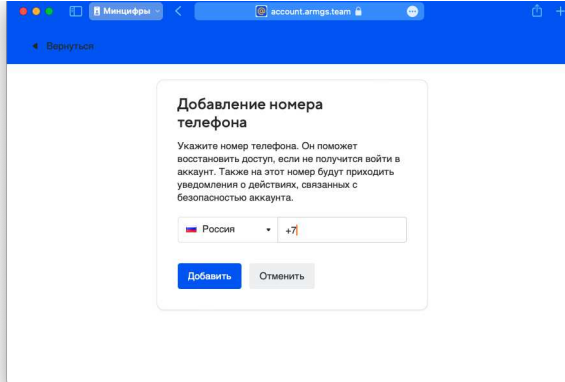 Минцифры
account.armgs.team
Вернуться
Добавление номера
телефона
Укажите номер телефона. Он поможет
восстановить доступ, если не получится войти в
аккаунт. Также на этот номер будут приходить
уведомления о действиях, связанных с
безопасностью аккаунта.
Россия +7
Добавить Отменить